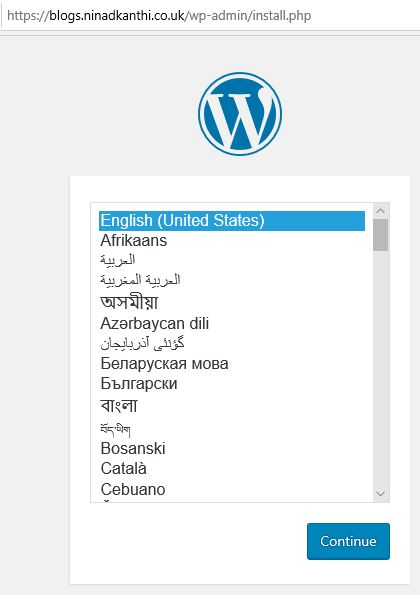 https://blogs.ninadkanthi.co.uk/wp-admin/install.php
W
English (United States)
Afrikaans
العربية
العربية المغربية
অসমীয়া
Azərbaycan dili
گؤنئی آذربایجان
Беларуская мова
Български
বাংলা
བོད་ཡིག
Bosanski
Català
Cebuano
Continue